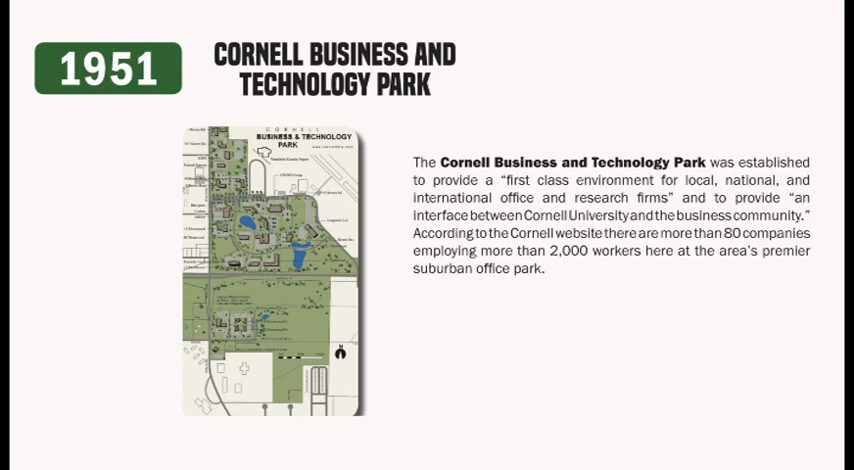 1951
CORNELL BUSINESS AND
TECHNOLOGY PARK
CORNELL
BUSINESS & TECHNOLOGY
PARK
The Cornell Business and Technology Park was established
to provide a “first class environment for local, national, and
international office and research firms” and to provide “an
interface between Cornell University and the business community.”
According to the Cornell website there are more than 80 companies
employing more than 2,000 workers here at the area’s premier
suburban office park.
N